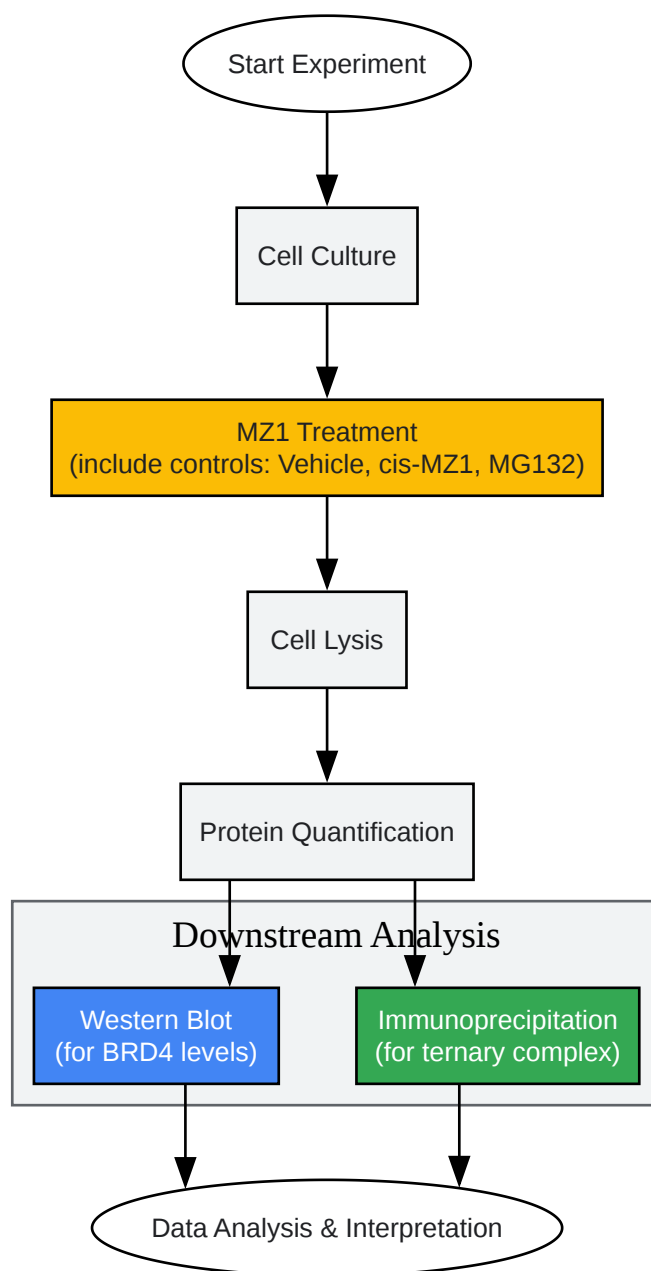 Start Experiment
Cell Culture
MZ1 Treatment
(include controls: Vehicle, cis-MZ1, MG132)
Cell Lysis
Protein Quantification
Downstream Analysis
Western Blot
(for BRD4 levels)
Immunoprecipitation
(for ternary complex)
Data Analysis & Interpretation